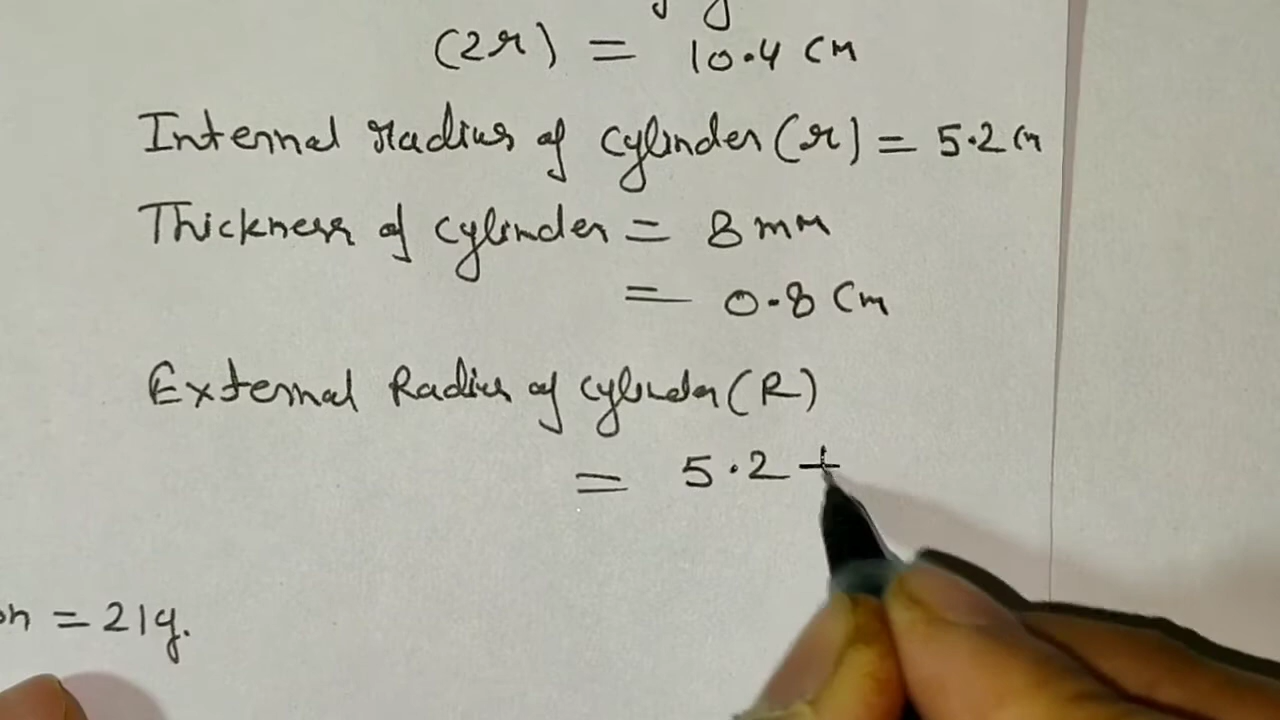 (2r) = 10.4 cm
Internal radius of cylinder (r) = 5.2 cm
Thickness of cylinder = 8 mm
= 0.8 cm
External Radius of cylinder (R)
= 5.2 +
= 21g.